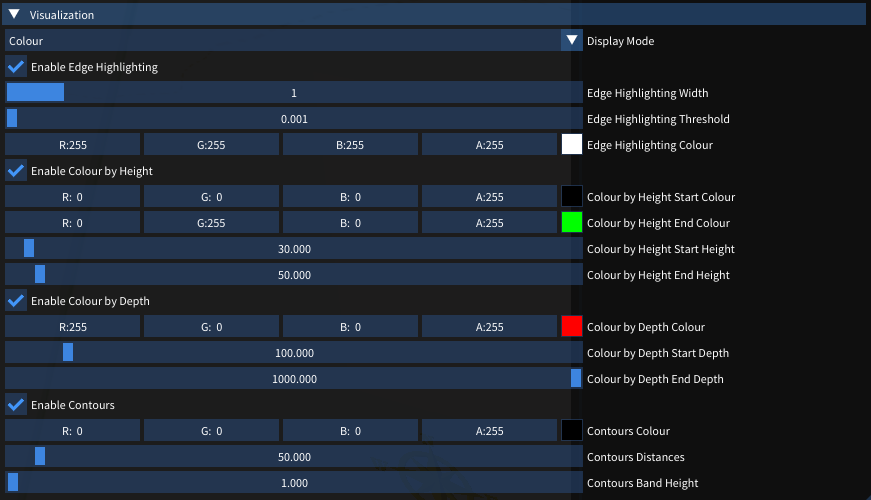 Visualization
Colour Display Mode
Enable Edge Highlighting
1 Edge Highlighting Width
0.001 Edge Highlighting Threshold
R:255 G:255 B:255 A:255 Edge Highlighting Colour
Enable Colour by Height
R: 0 G: 0 B: 0 A:255 Colour by Height Start Colour
R: 0 G:255 B: 0 A:255 Colour by Height End Colour
30.000 Colour by Height Start Height
50.000 Colour by Height End Height
Enable Colour by Depth
R:255 G: 0 B: 0 A:255 Colour by Depth Colour
100.000 Colour by Depth Start Depth
1000.000 Colour by Depth End Depth
Enable Contours
R: 0 G: 0 B: 0 A:255 Contours Colour
50.000 Contours Distances
1.000 Contours Band Height